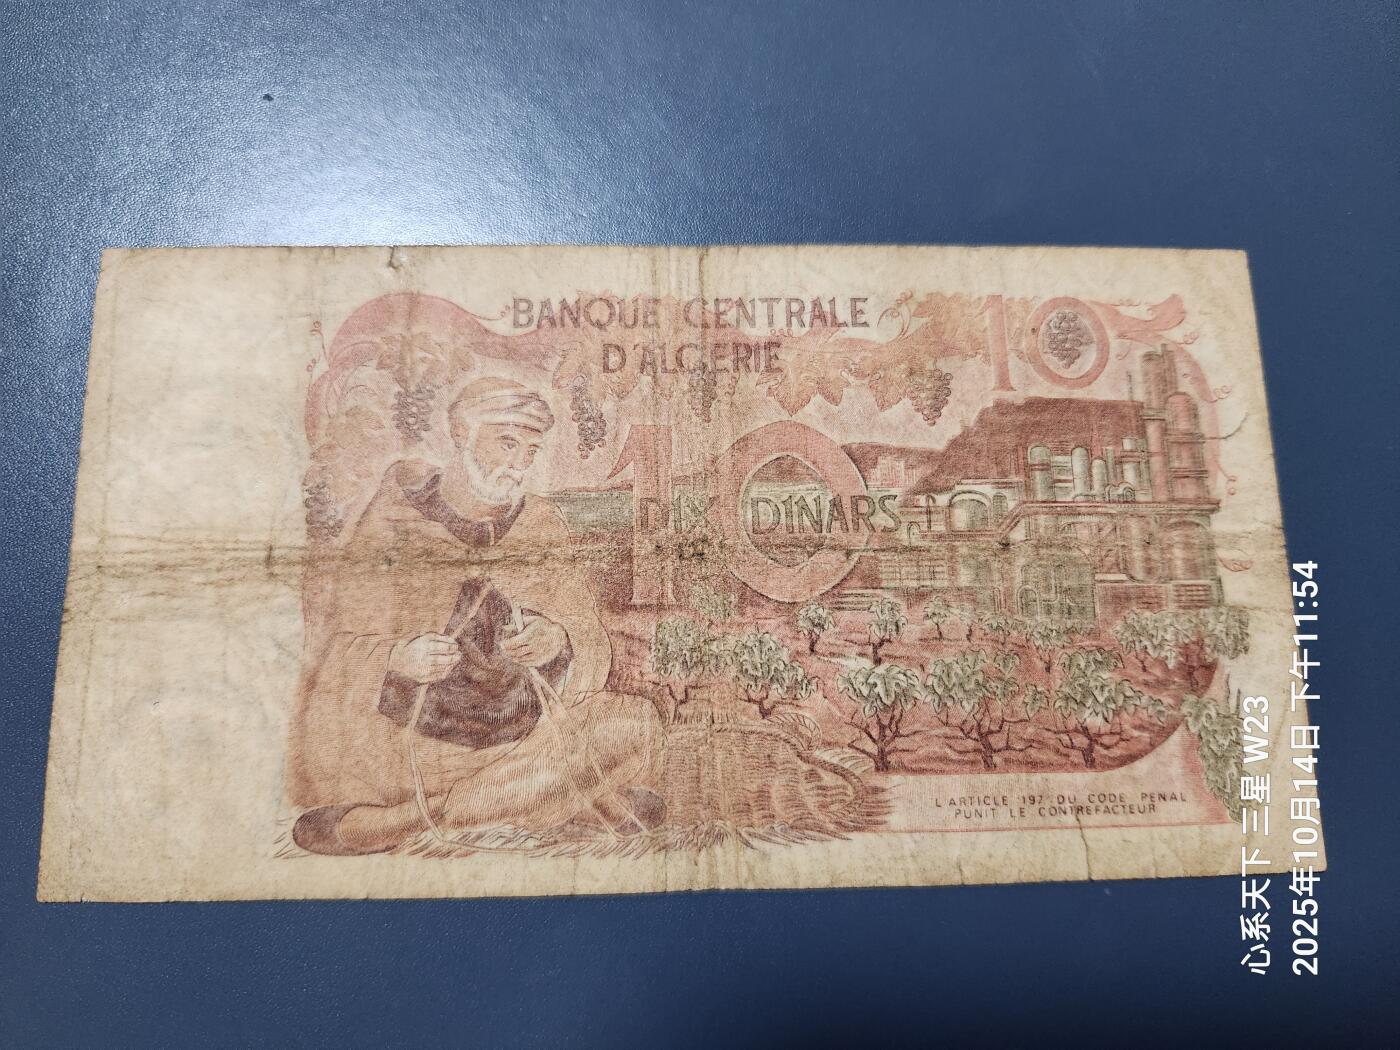 BANQUE CENTRALE
D'ALGERIE
10
10
DIX DINARS
L'ARTICLE 197 DU CODE PENAL
PUNIT LE CONTREFACTEUR
心系天下 三星 W23
2025年10月14日 下午11:54